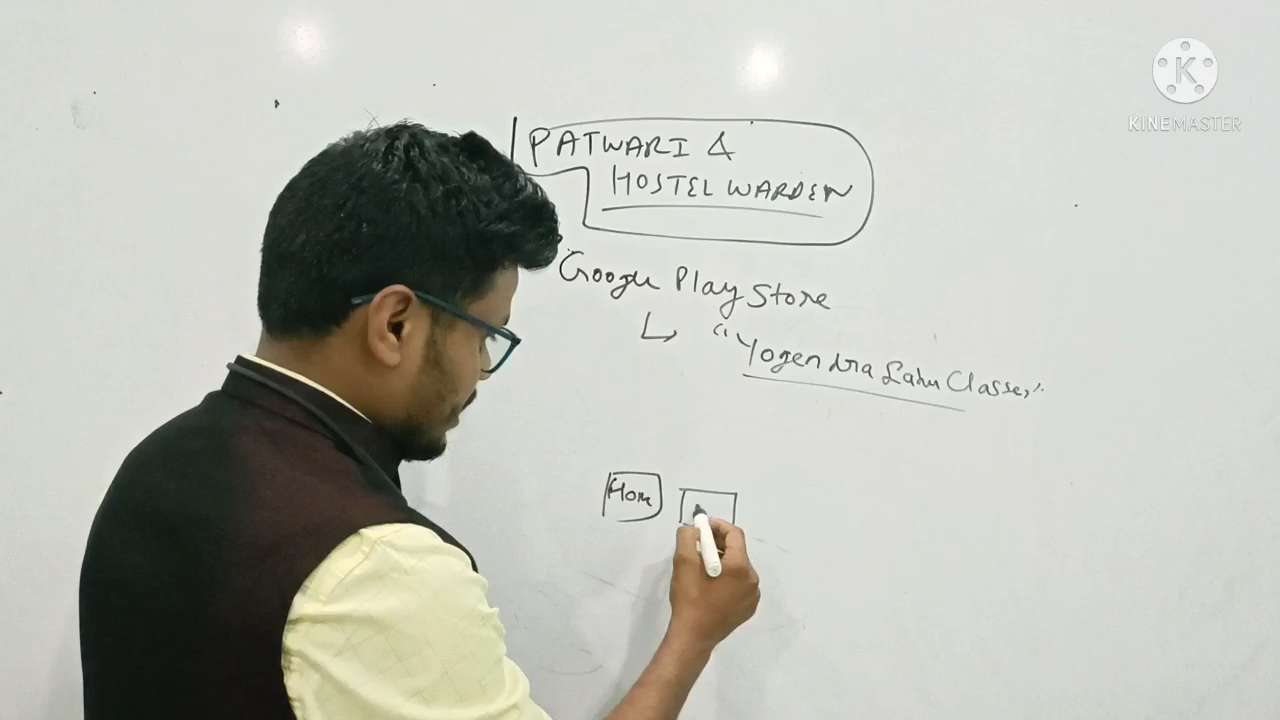 PATWARI &
HOSTEL WARDEN
Google Play Store
"Yogendra Sahu Classes"
Home
K
KINEMASTER